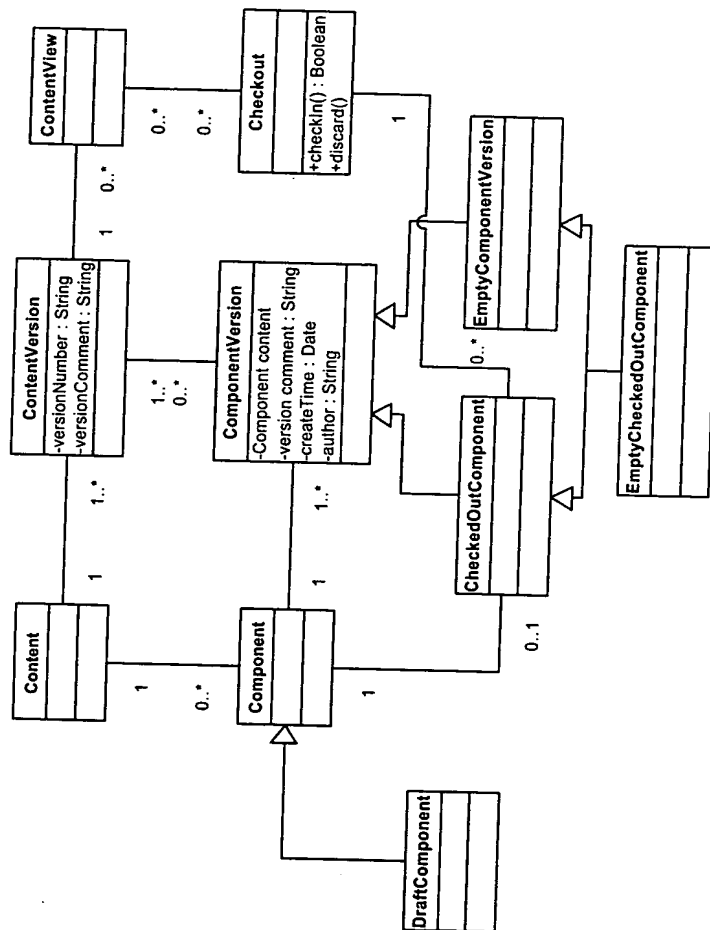 Content
ContentVersion
-versionNumber : String
-versionComment : String
ContentView
1
1..*
1
0..*
1
0..*
1..*
0..*
0..*
0..*
Component
ComponentVersion
-Component content
-version comment : String
-createTime : Date
-author : String
Checkout
+checkIn() : Boolean
+discard()
1
1..*
1
0..1
1
0..*
DraftComponent
CheckedOutComponent
EmptyComponentVersion
EmptyCheckedOutComponent